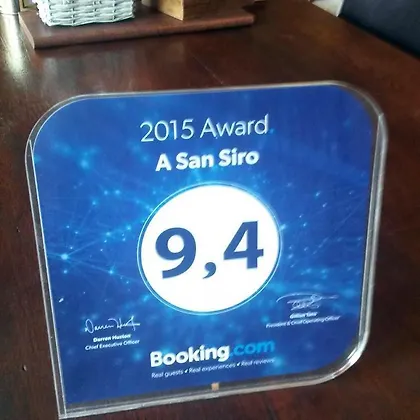 2015 Award
A San Siro
9,4
Darren Huston
Chief Executive Officer
Gillian Tans
President & Chief Operating Officer
Booking.com
Real guests • Real experiences • Real reviews